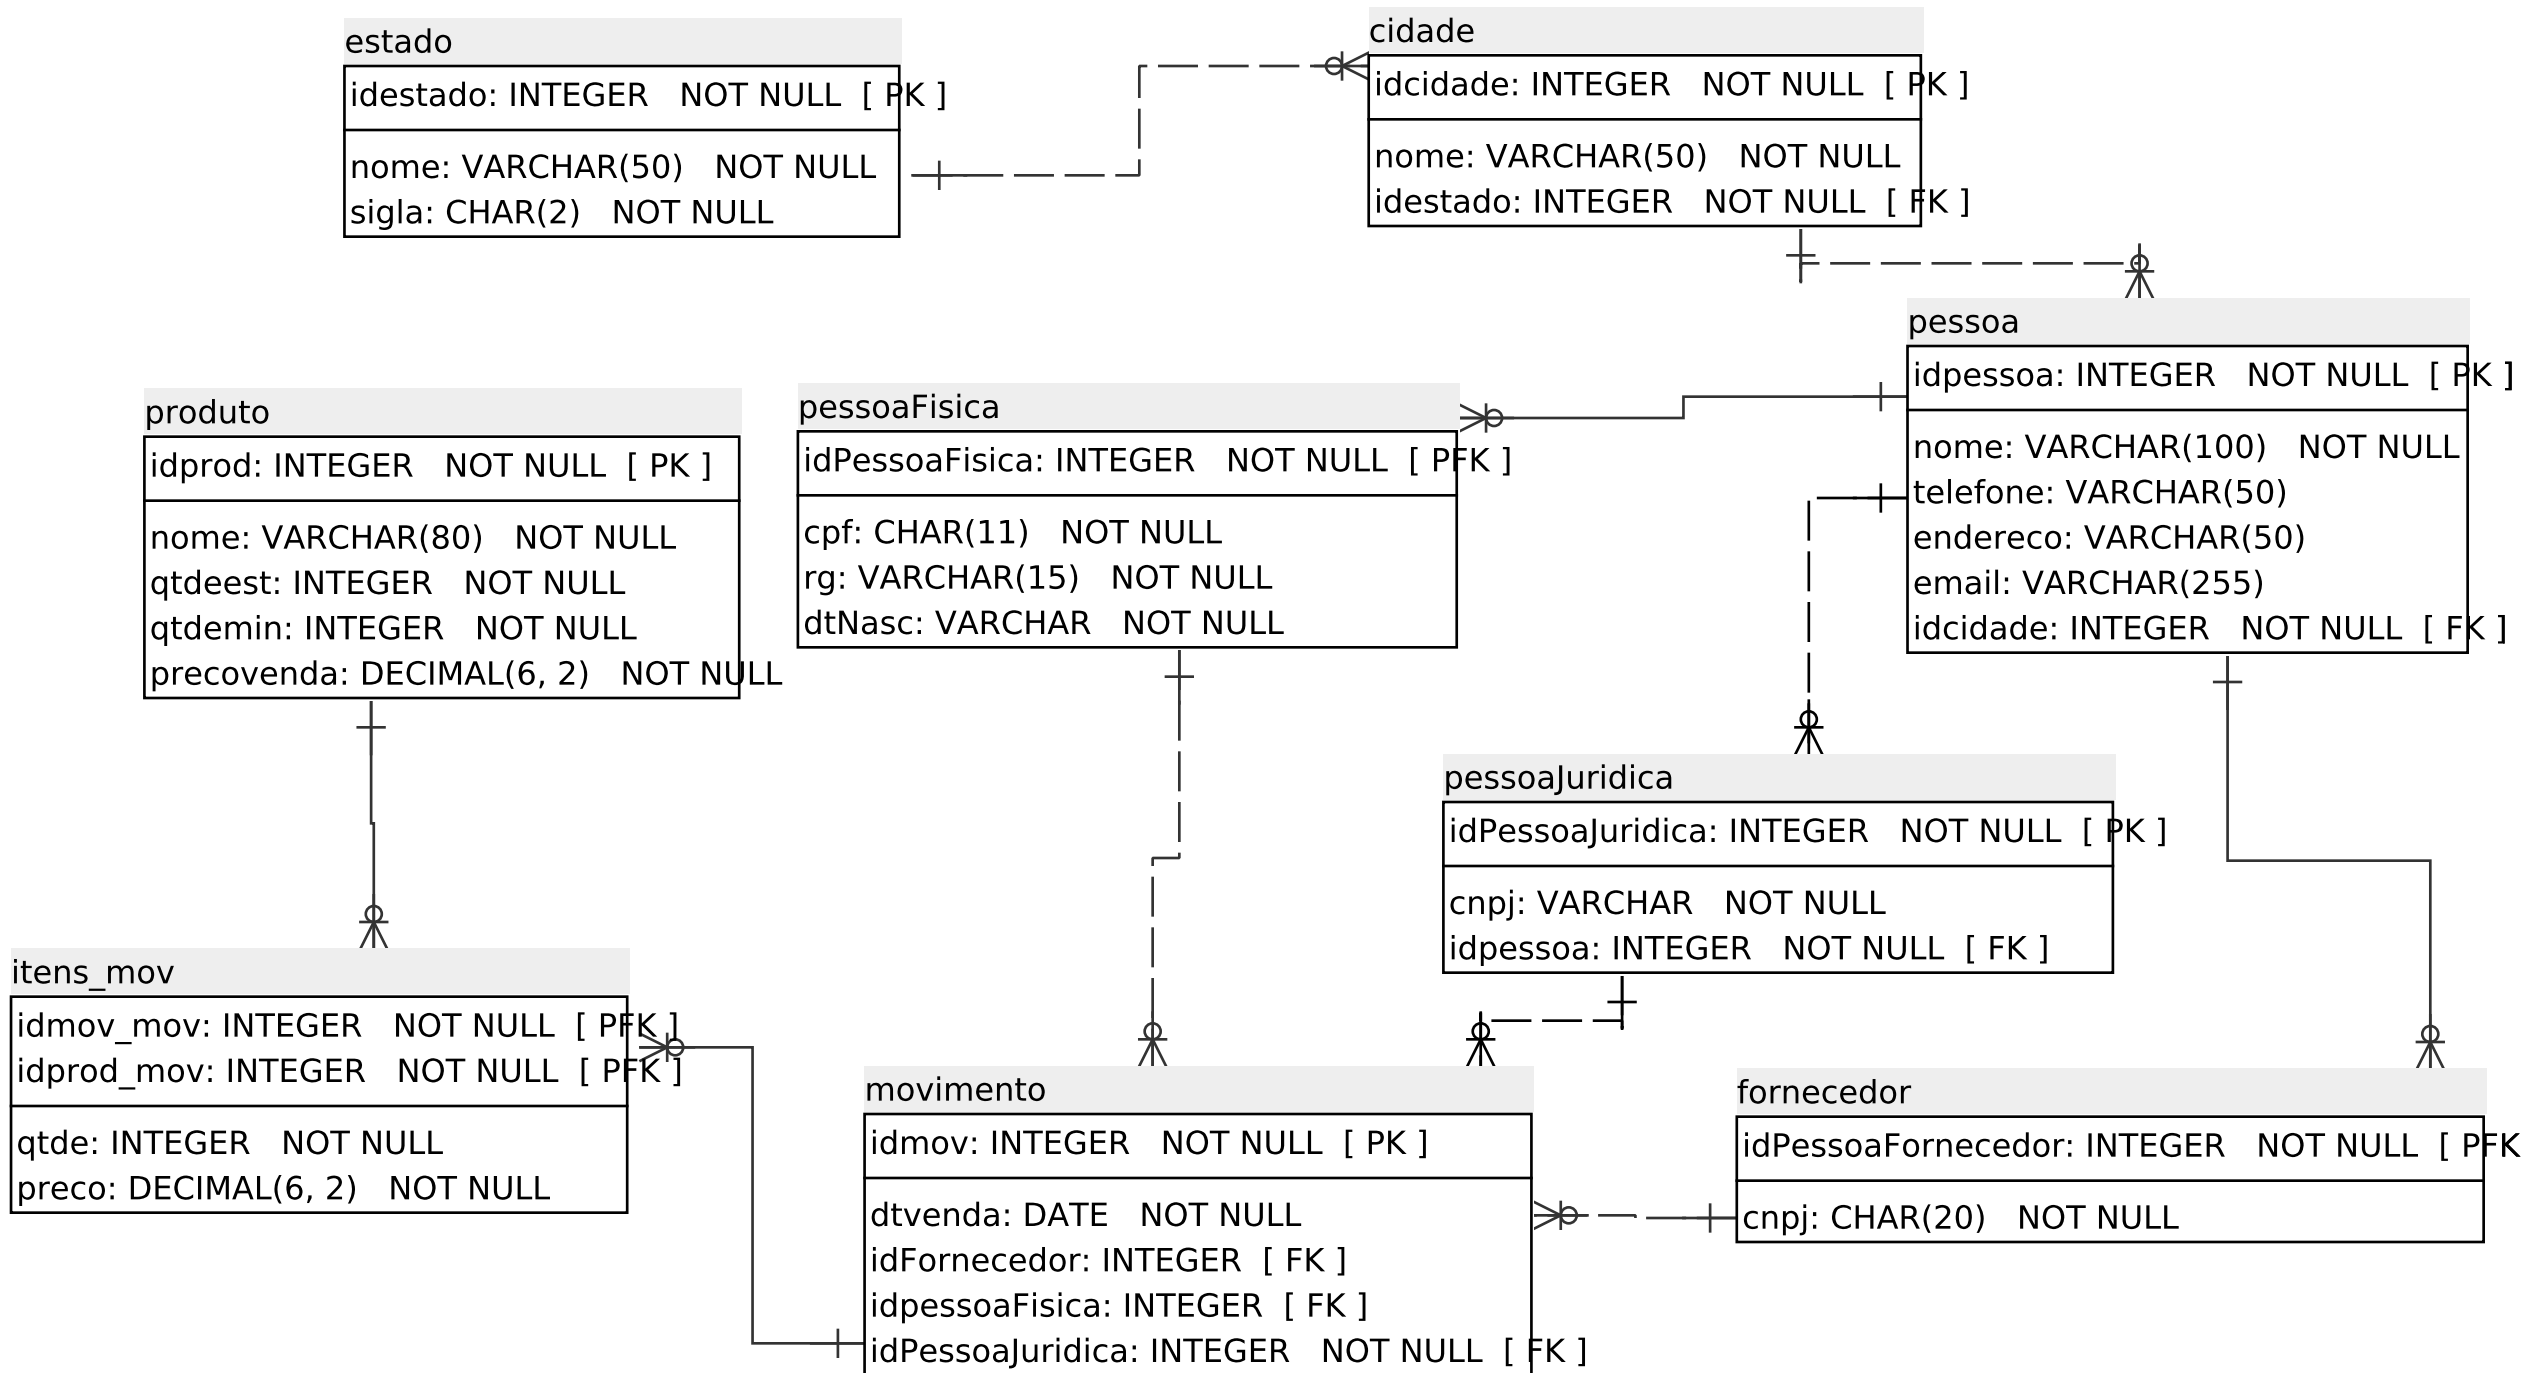 estado
idestado: INTEGER NOT NULL [ PK ]
nome: VARCHAR(50) NOT NULL
sigla: CHAR(2) NOT NULL
cidade
idcidade: INTEGER NOT NULL [ PK ]
nome: VARCHAR(50) NOT NULL
idestado: INTEGER NOT NULL [ FK ]
pessoa
idpessoa: INTEGER NOT NULL [ PK ]
nome: VARCHAR(100) NOT NULL
telefone: VARCHAR(50)
endereco: VARCHAR(50)
email: VARCHAR(255)
idcidade: INTEGER NOT NULL [ FK ]
produto
idprod: INTEGER NOT NULL [ PK ]
nome: VARCHAR(80) NOT NULL
qtdeest: INTEGER NOT NULL
qtdemin: INTEGER NOT NULL
precovenda: DECIMAL(6, 2) NOT NULL
pessoaFisica
idPessoaFisica: INTEGER NOT NULL [ PFK ]
cpf: CHAR(11) NOT NULL
rg: VARCHAR(15) NOT NULL
dtNasc: VARCHAR NOT NULL
pessoaJuridica
idPessoaJuridica: INTEGER NOT NULL [ PK ]
cnpj: VARCHAR NOT NULL
idpessoa: INTEGER NOT NULL [ FK ]
itens_mov
idmov_mov: INTEGER NOT NULL [ PFK ]
idprod_mov: INTEGER NOT NULL [ PFK ]
qtde: INTEGER NOT NULL
preco: DECIMAL(6, 2) NOT NULL
movimento
idmov: INTEGER NOT NULL [ PK ]
dtvenda: DATE NOT NULL
idFornecedor: INTEGER [ FK ]
idpessoaFisica: INTEGER [ FK ]
idPessoaJuridica: INTEGER NOT NULL [ FK ]
fornecedor
idPessoaFornecedor: INTEGER NOT NULL [ PFK
cnpj: CHAR(20) NOT NULL